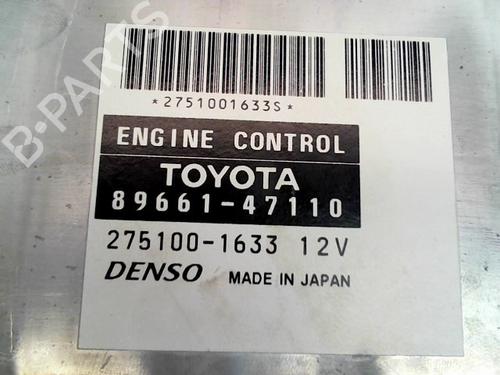 B-PARTS
*2751001633S*
ENGINE CONTROL
TOYOTA
89661-47110
275100-1633 12V
DENSO MADE IN JAPAN